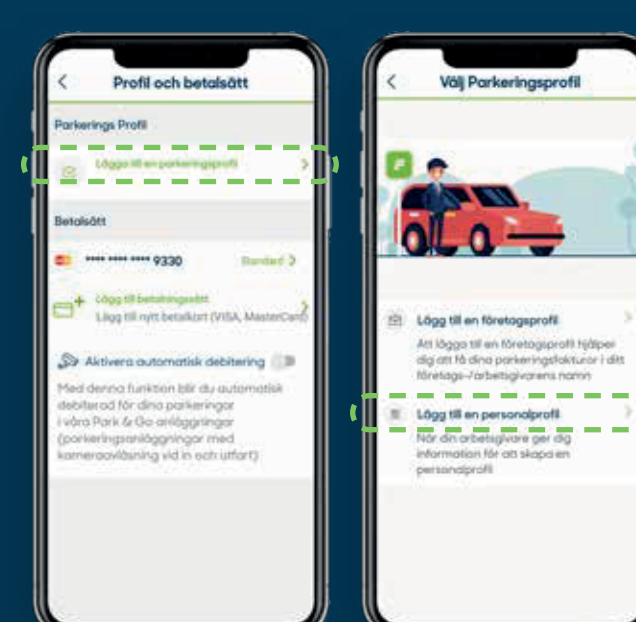 Profil och betalsätt
Parkerings Profil
Lägga till en parkeringsprofil
Betalsätt
**** **** **** 9330 Standard
Lägg till betalningssätt
Lägg till nytt betalkort (VISA, MasterCard)
Aktivera automatisk debitering
Med denna funktion blir du automatisk
debiterad för dina parkeringar
i våra Park & Go anläggningar
(parkeringsanläggningar med
kameraavläsning vid in och utfart)
Välj Parkeringsprofil
Lägg till en företagsprofil
Att lägga till en företagsprofil hjälper
dig att få dina parkeringsfakturor i ditt
företags-/arbetsgivarens namn
Lägg till en personalprofil
När din arbetsgivare ger dig
information för att skapa en
personalprofil